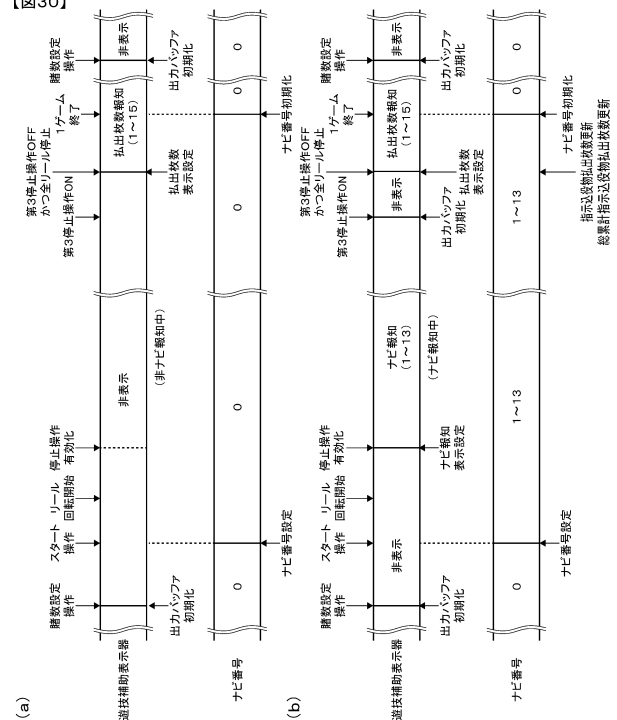 【図30】
(a)
賭数設定
操作
スタート
操作
リール
回転開始
停止操作
有効化
第3停止操作ON
第3停止操作OFF
かつ全リール停止
1ゲーム
終了
賭数設定
操作
遊技補助表示器
非表示
払出枚数報知
(1～15)
非表示
出力バッファ
初期化
(非ナビ報知中)
払出枚数
表示設定
出力バッファ
初期化
ナビ番号
0
0
0
0
0
ナビ番号設定
ナビ番号初期化
(b)
賭数設定
操作
スタート
操作
リール
回転開始
停止操作
有効化
第3停止操作ON
第3停止操作OFF
かつ全リール停止
1ゲーム
終了
賭数設定
操作
遊技補助表示器
非表示
ナビ報知
(1～13)
非表示
払出枚数報知
(1～15)
非表示
出力バッファ
初期化
ナビ報知
表示設定
(ナビ報知中)
出力バッファ
初期化
払出枚数
表示設定
出力バッファ
初期化
ナビ番号
0
1～13
1～13
0
0
ナビ番号設定
ナビ番号初期化
指示込役物払出枚数更新
総累計指示込役物払出枚数更新